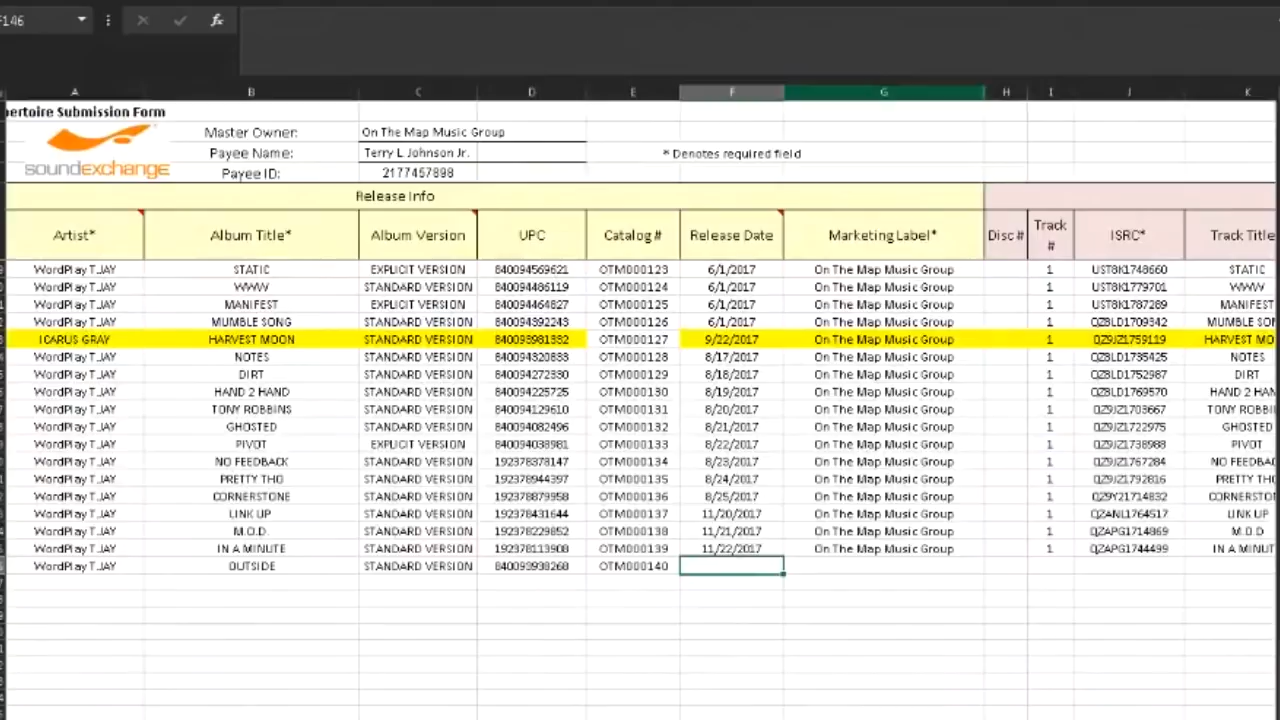 F146 fx
A B C D E F G H I J K
pertoire Submission Form
soundexchange
Master Owner: On The Map Music Group
Payee Name: Terry L Johnson Jr. * Denotes required field
Payee ID: 2177457898
Release Info
Artist* Album Title* Album Version UPC Catalog # Release Date Marketing Label* Disc # Track # ISRC* Track Title
WordPlay T.JAY STATIC EXPLICIT VERSION 840094569621 OTM000123 6/1/2017 On The Map Music Group 1 UST8K1748660 STATIC
WordPlay T.JAY WWW STANDARD VERSION 840094486119 OTM000124 6/1/2017 On The Map Music Group 1 UST8K1779701 WWW
WordPlay T.JAY MANIFEST EXPLICIT VERSION 840094464827 OTM000125 6/1/2017 On The Map Music Group 1 UST8K1787289 MANIFEST
WordPlay T.JAY MUMBLE SONG STANDARD VERSION 840094392243 OTM000126 6/1/2017 On The Map Music Group 1 QZ8LD1709342 MUMBLE SO
ICARUS GRAY HARVEST MOON STANDARD VERSION 840093981332 OTM000127 9/22/2017 On The Map Music Group 1 QZ9JZ1759119 HARVEST MO
WordPlay T.JAY NOTES STANDARD VERSION 840094320833 OTM000128 8/17/2017 On The Map Music Group 1 QZ8LD1735425 NOTES
WordPlay T.JAY DIRT STANDARD VERSION 840094272330 OTM000129 8/18/2017 On The Map Music Group 1 QZ8LD1752987 DIRT
WordPlay T.JAY HAND 2 HAND STANDARD VERSION 840094225725 OTM000130 8/19/2017 On The Map Music Group 1 QZ8LD1769570 HAND 2 HAN
WordPlay T.JAY TONY ROBBINS STANDARD VERSION 840094129610 OTM000131 8/20/2017 On The Map Music Group 1 QZ9JZ1703667 TONY ROBBI
WordPlay T.JAY GHOSTED STANDARD VERSION 840094082496 OTM000132 8/21/2017 On The Map Music Group 1 QZ9JZ1722975 GHOSTED
WordPlay T.JAY PIVOT EXPLICIT VERSION 840094038981 OTM000133 8/22/2017 On The Map Music Group 1 QZ9JZ1738988 PIVOT
WordPlay T.JAY NO FEEDBACK STANDARD VERSION 192378378147 OTM000134 8/23/2017 On The Map Music Group 1 QZ9JZ1767284 NO FEEDBA
WordPlay T.JAY PRETTY THO STANDARD VERSION 192378944397 OTM000135 8/24/2017 On The Map Music Group 1 QZ9JZ1792816 PRETTY THO
WordPlay T.JAY CORNERSTONE STANDARD VERSION 192378879958 OTM000136 8/25/2017 On The Map Music Group 1 QZ9Y21714832 CORNERSTO
WordPlay T.JAY LINK UP STANDARD VERSION 192378431644 OTM000137 11/20/2017 On The Map Music Group 1 QZANL1764517 LINK UP
WordPlay T.JAY M.O.D. STANDARD VERSION 192378229852 OTM000138 11/21/2017 On The Map Music Group 1 QZAPG1714869 M.O.D
WordPlay T.JAY IN A MINUTE STANDARD VERSION 192378113908 OTM000139 11/22/2017 On The Map Music Group 1 QZAPG1744499 IN A MINUT
WordPlay T.JAY OUTSIDE STANDARD VERSION 840093938268 OTM000140